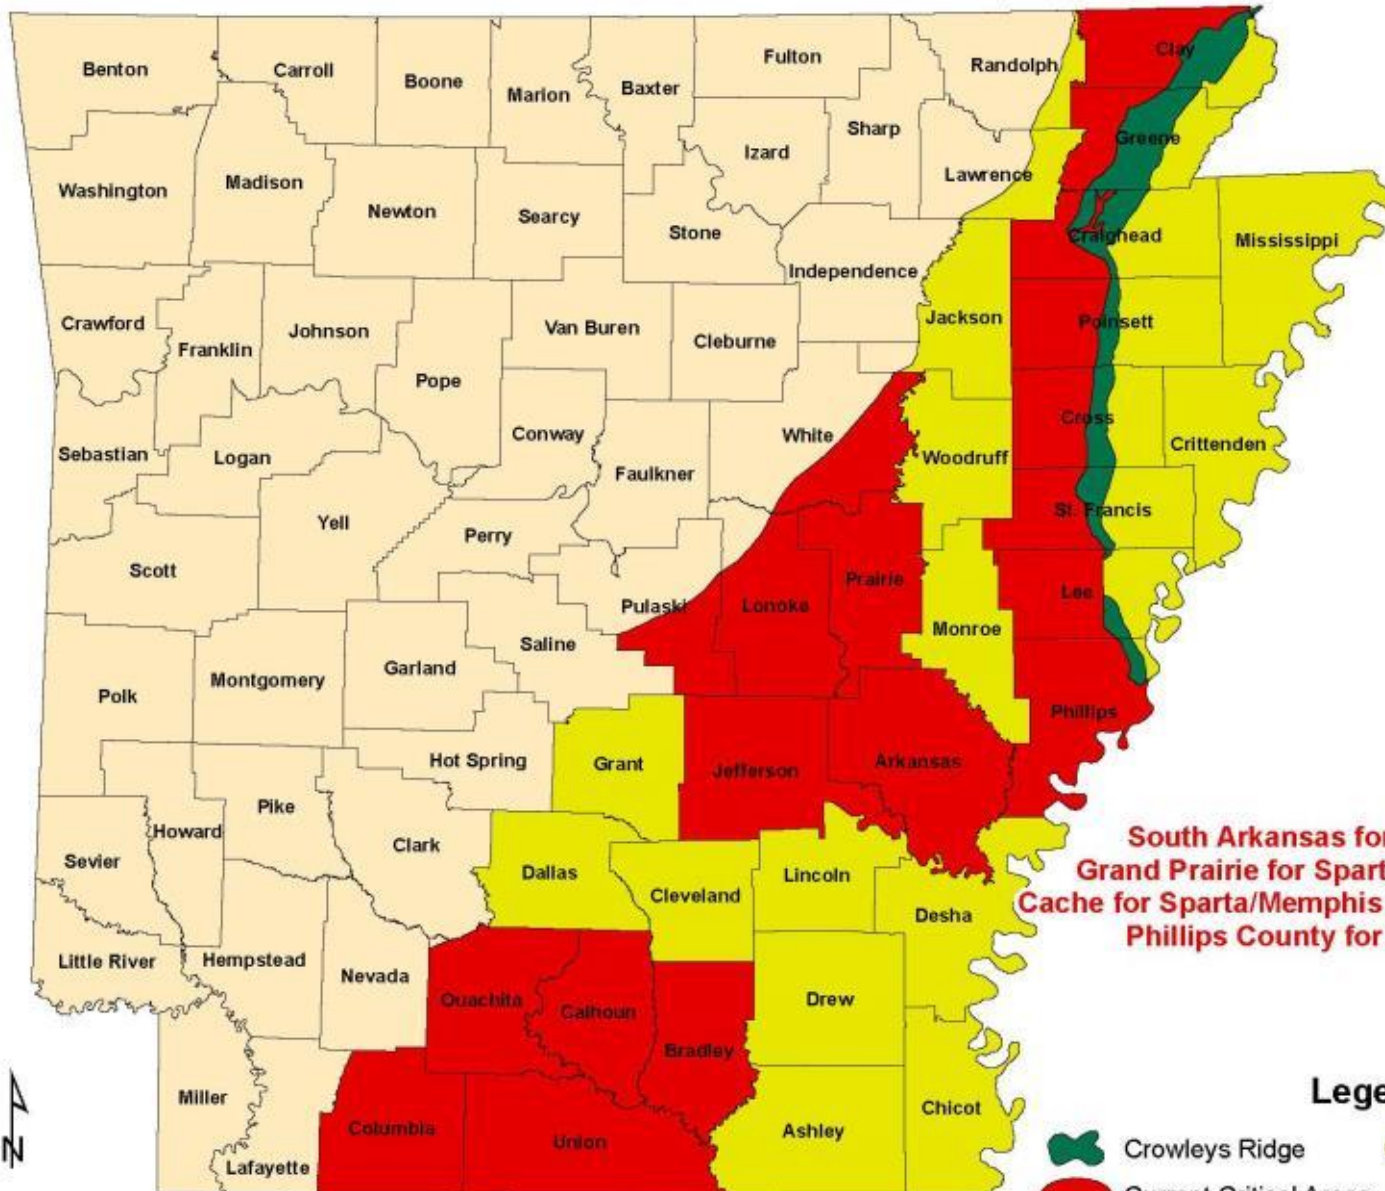 Benton
Carroll
Boone
Marion
Baxter
Fulton
Randolph
Clay
Sharp
Izard
Greene
Lawrence
Washington
Madison
Newton
Searcy
Stone
Craighead
Mississippi
Independence
Crawford
Franklin
Johnson
Van Buren
Cleburne
Jackson
Poinsett
Pope
Conway
White
Cross
Crittenden
Sebastian
Logan
Faulkner
Woodruff
St. Francis
Yell
Perry
Scott
Prairie
Lee
Pulaski
Lonoke
Monroe
Saline
Garland
Montgomery
Polk
Phillips
Hot Spring
Grant
Jefferson
Arkansas
Pike
Howard
Clark
Sevier
Dallas
Lincoln
Cleveland
Desha
South Arkansas for
Grand Prairie for Spart
Cache for Sparta/Memphis
Phillips County for
Little River
Hempstead
Nevada
Ouachita
Calhoun
Drew
Bradley
Miller
Columbia
Union
Ashley
Chicot
Lafayette
N
Lege
Crowleys Ridge